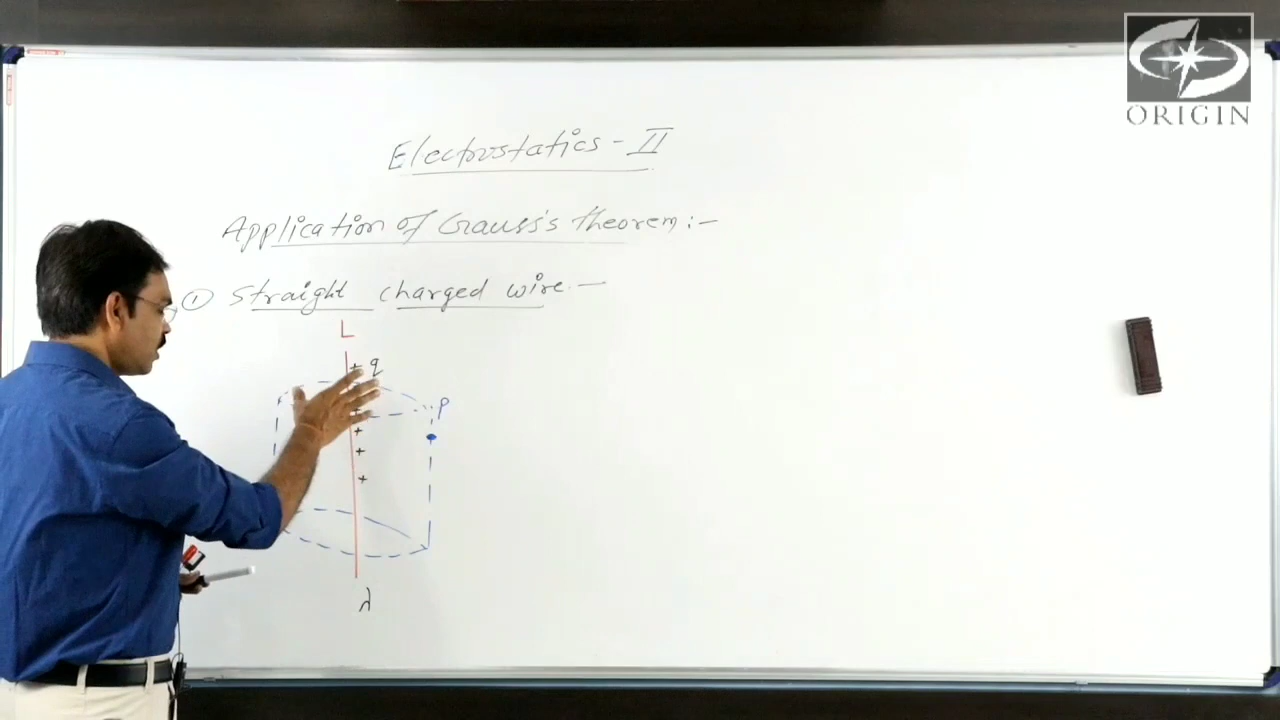 ORIGIN
Electrostatics - II
Application of Gauss's theorem :-
① Straight charged wire. -
L
+ q
P
+
+
+
λ